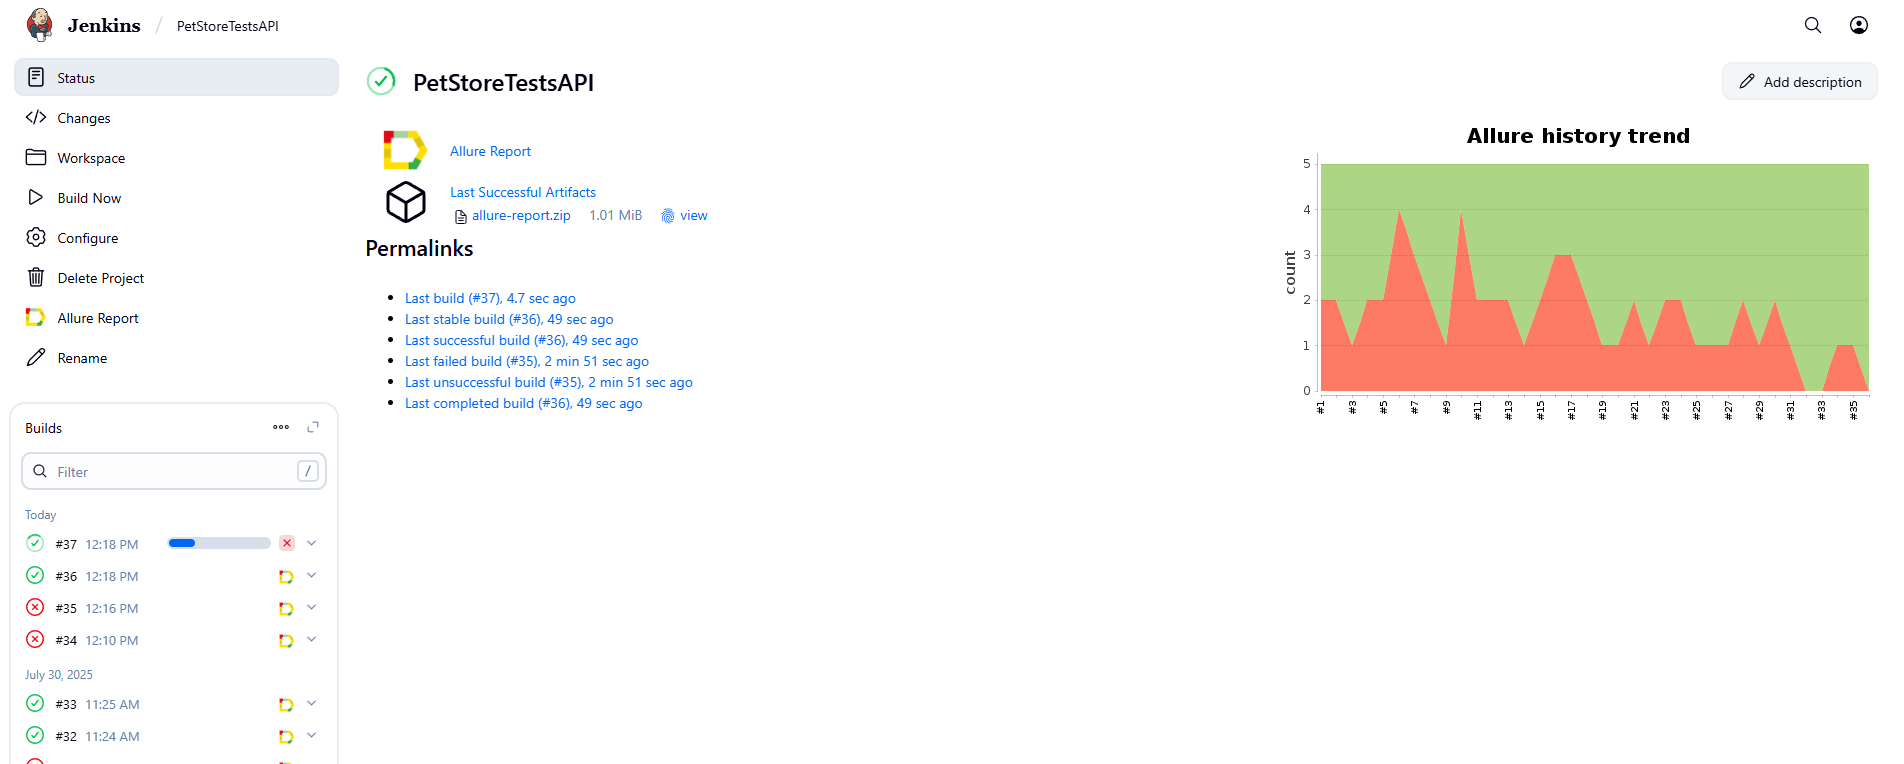 Jenkins / PetStoreTestsAPI
Status
Changes
Workspace
Build Now
Configure
Delete Project
Allure Report
Rename
Builds
Filter /
Today
#37 12:18 PM
#36 12:18 PM
#35 12:16 PM
#34 12:10 PM
July 30, 2025
#33 11:25 AM
#32 11:24 AM
PetStoreTestsAPI
Add description
Allure Report
Last Successful Artifacts
allure-report.zip 1.01 MiB view
Permalinks
Last build (#37), 4.7 sec ago
Last stable build (#36), 49 sec ago
Last successful build (#36), 49 sec ago
Last failed build (#35), 2 min 51 sec ago
Last unsuccessful build (#35), 2 min 51 sec ago
Last completed build (#36), 49 sec ago
Allure history trend
count
5
4
3
2
1
0
#1 #3 #5 #7 #9 #11 #13 #15 #17 #19 #21 #23 #25 #27 #29 #31 #33 #35